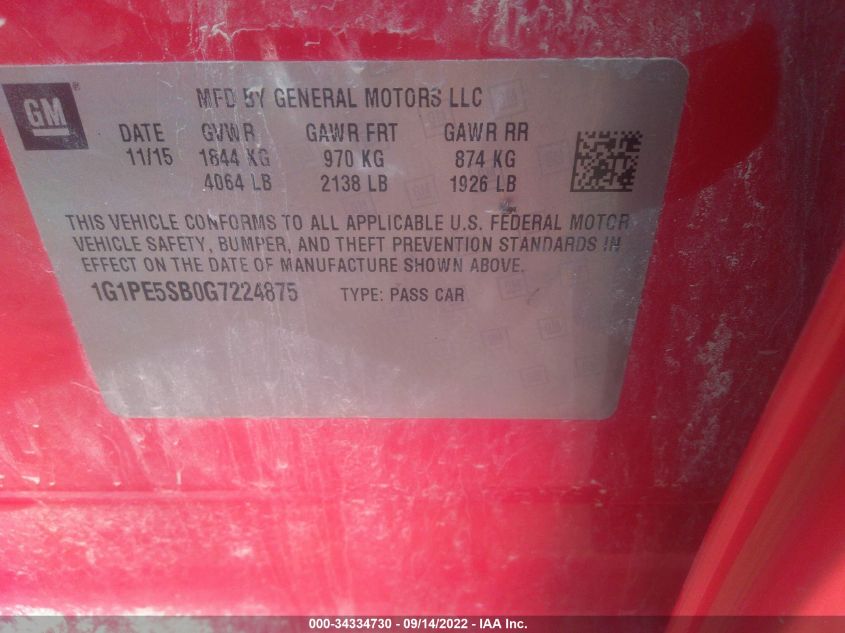 GM®
MFD BY GENERAL MOTORS LLC
DATE GVWR GAWR FRT GAWR RR
11/15 1844 KG 970 KG 874 KG
4064 LB 2138 LB 1926 LB
THIS VEHICLE CONFORMS TO ALL APPLICABLE U.S. FEDERAL MOTOR
VEHICLE SAFETY, BUMPER, AND THEFT PREVENTION STANDARDS IN
EFFECT ON THE DATE OF MANUFACTURE SHOWN ABOVE.
1G1PE5SB0G7224875 TYPE: PASS CAR
000-34334730 - 09/14/2022 - IAA Inc.